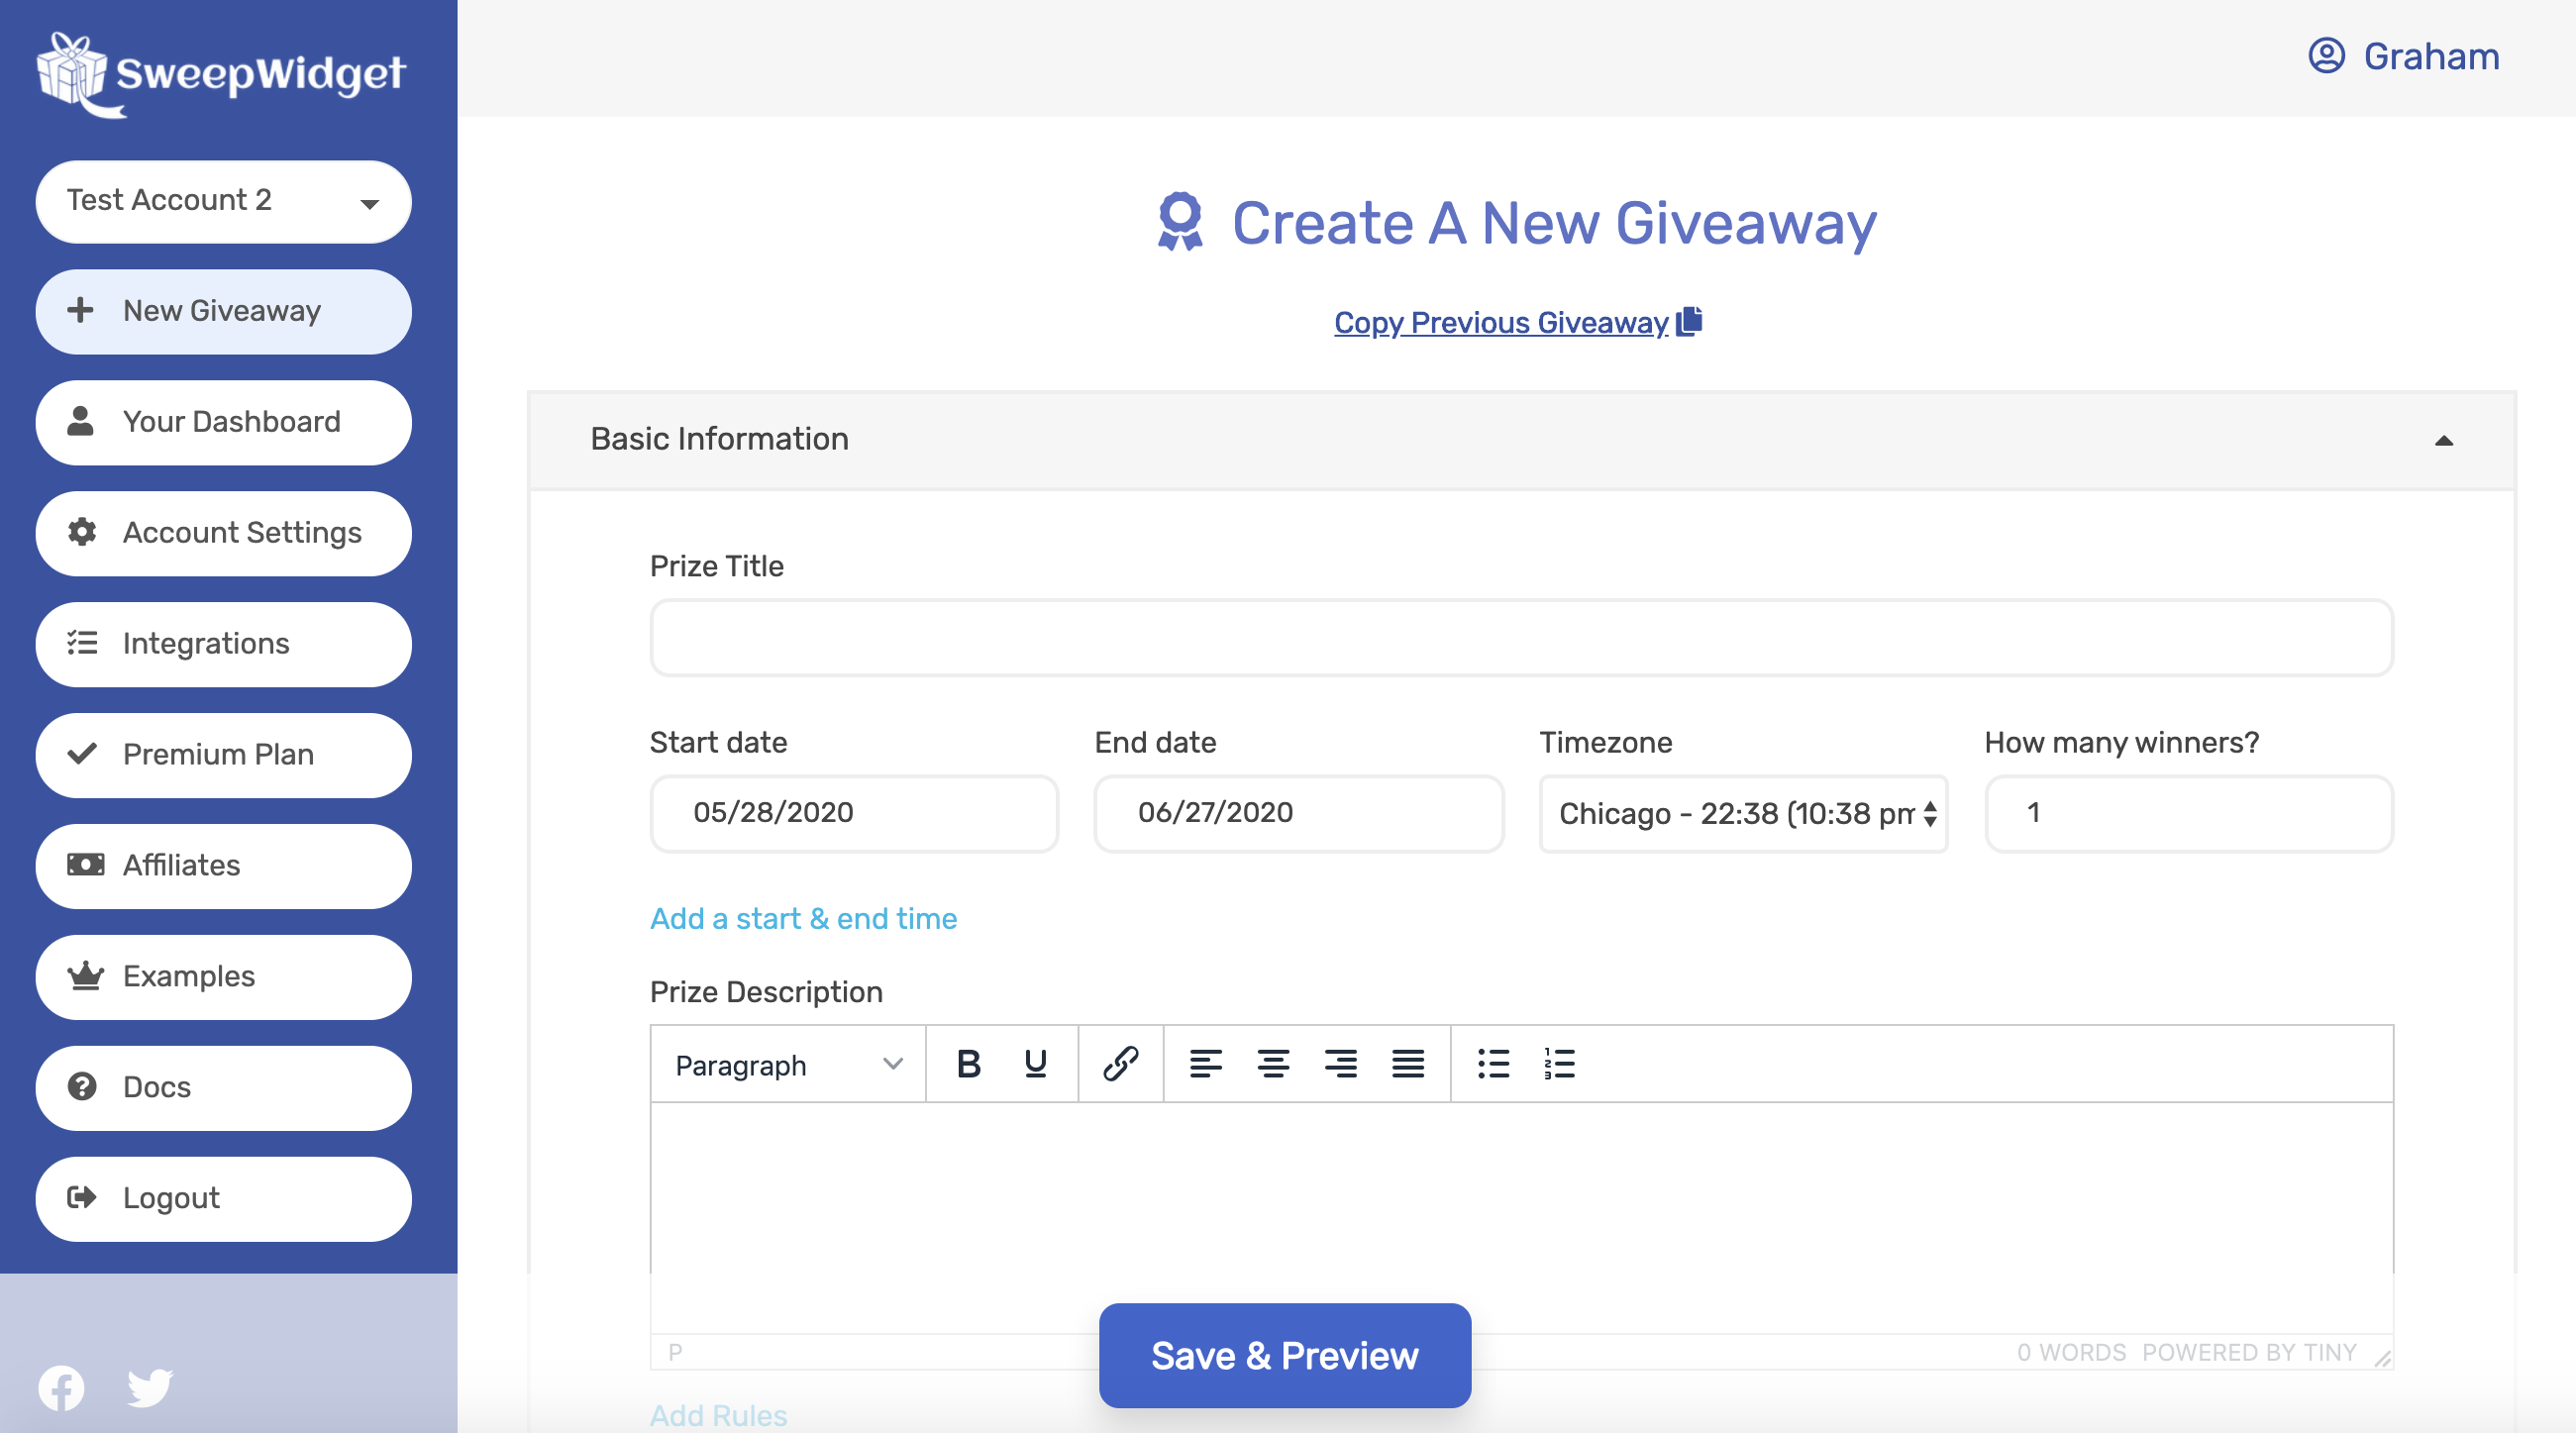 SweepWidget
Graham
Test Account 2
New Giveaway
Your Dashboard
Account Settings
Integrations
Premium Plan
Affiliates
Examples
Docs
Logout
Create A New Giveaway
Copy Previous Giveaway
Basic Information
Prize Title
Start date
End date
Timezone
How many winners?
05/28/2020
06/27/2020
Chicago - 22:38 (10:38 pm
1
Add a start & end time
Prize Description
Paragraph
B U
P
0 WORDS POWERED BY TINY
Save & Preview
Add Rules